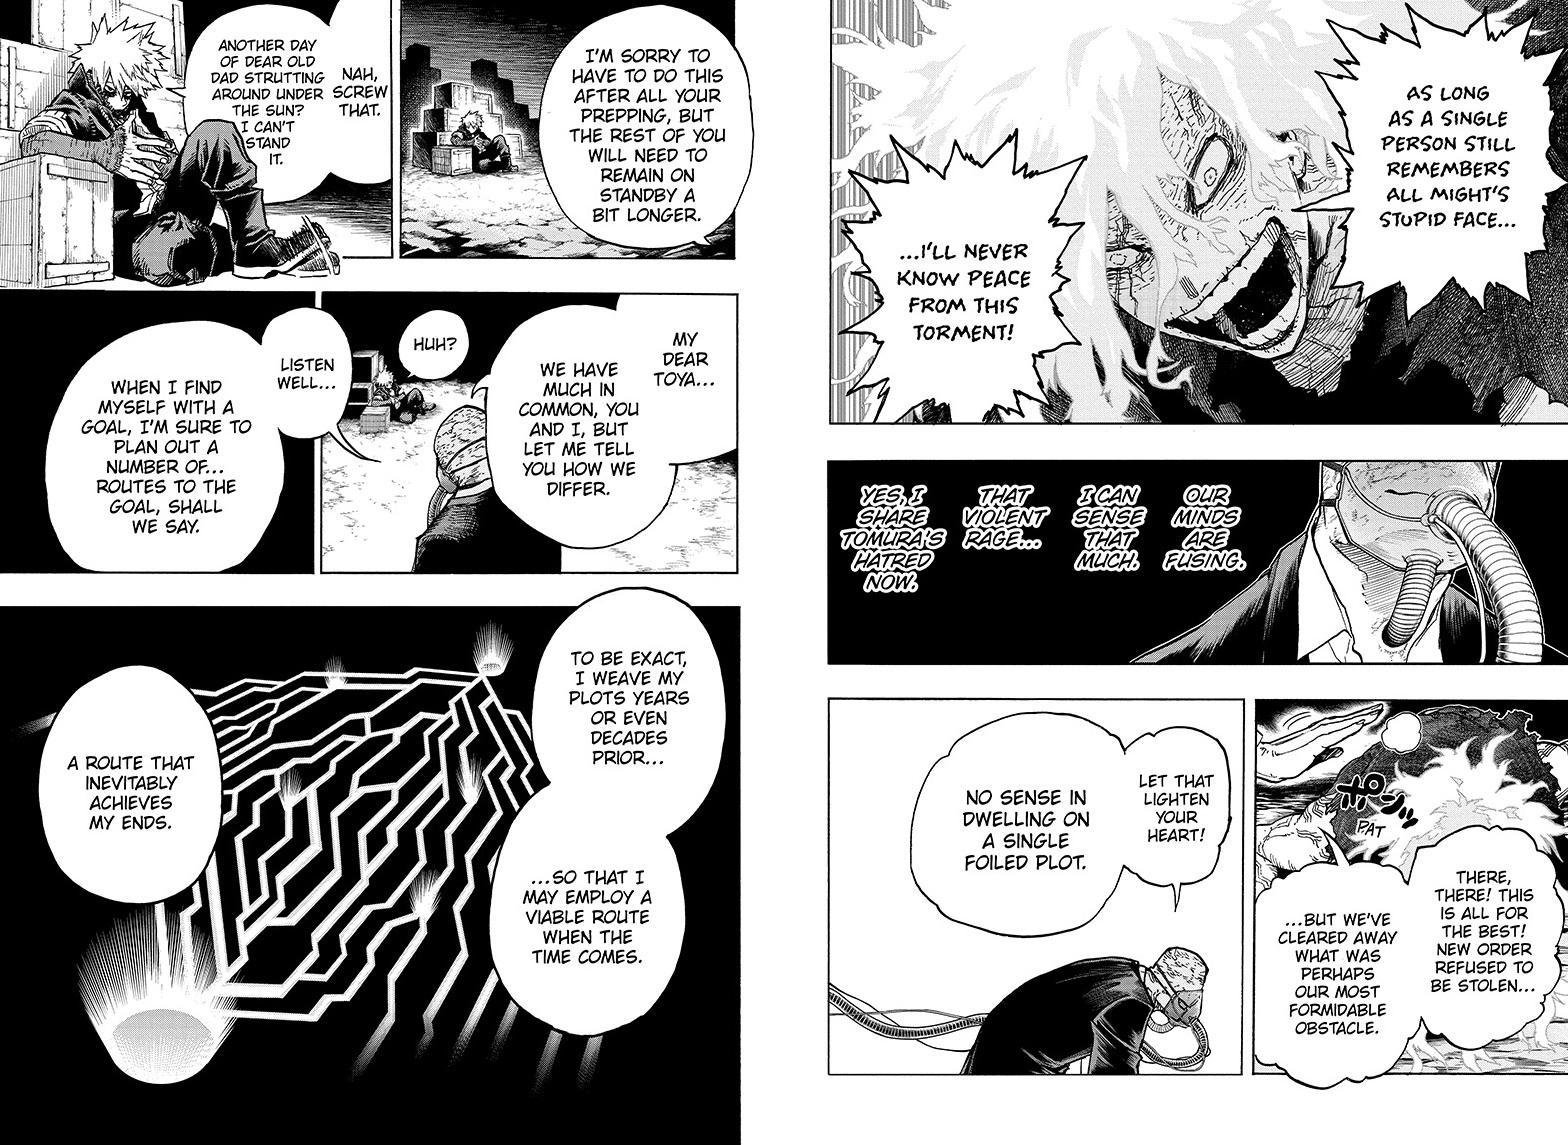 AS LONG
AS A SINGLE
PERSON STILL
REMEMBERS
ALL MIGHT'S
STUPID FACE...
...I'LL NEVER
KNOW PEACE
FROM THIS
TORMENT!
OUR
MINDS
ARE
FUSING.
I CAN
SENSE
THAT
MUCH.
THAT
VIOLENT
RAGE...
YES, I
SHARE
TOMURA'S
HATRED
NOW.
ポンッ
PAT
THERE,
THERE! THIS
IS ALL FOR
THE BEST!
NEW ORDER
REFUSED TO
BE STOLEN...
...BUT WE'VE
CLEARED AWAY
WHAT WAS
PERHAPS
OUR MOST
FORMIDABLE
OBSTACLE.
LET THAT
LIGHTEN
YOUR
HEART!
NO SENSE IN
DWELLING ON
A SINGLE
FOILED PLOT.
I'M SORRY TO
HAVE TO DO THIS
AFTER ALL YOUR
PREPPING, BUT
THE REST OF YOU
WILL NEED TO
REMAIN ON
STANDBY A
BIT LONGER.
NAH,
SCREW
THAT.
ANOTHER DAY
OF DEAR OLD
DAD STRUTTING
AROUND UNDER
THE SUN?
I CAN'T
STAND
IT.
MY
DEAR
TOYA...
WE HAVE
MUCH IN
COMMON, YOU
AND I, BUT
LET ME TELL
YOU HOW WE
DIFFER.
HUH?
LISTEN
WELL...
WHEN I FIND
MYSELF WITH A
GOAL, I'M SURE TO
PLAN OUT A
NUMBER OF...
ROUTES TO THE
GOAL, SHALL
WE SAY.
TO BE EXACT,
I WEAVE MY
PLOTS YEARS
OR EVEN
DECADES
PRIOR...
...SO THAT I
MAY EMPLOY A
VIABLE ROUTE
WHEN THE
TIME COMES.
A ROUTE THAT
INEVITABLY
ACHIEVES
MY ENDS.